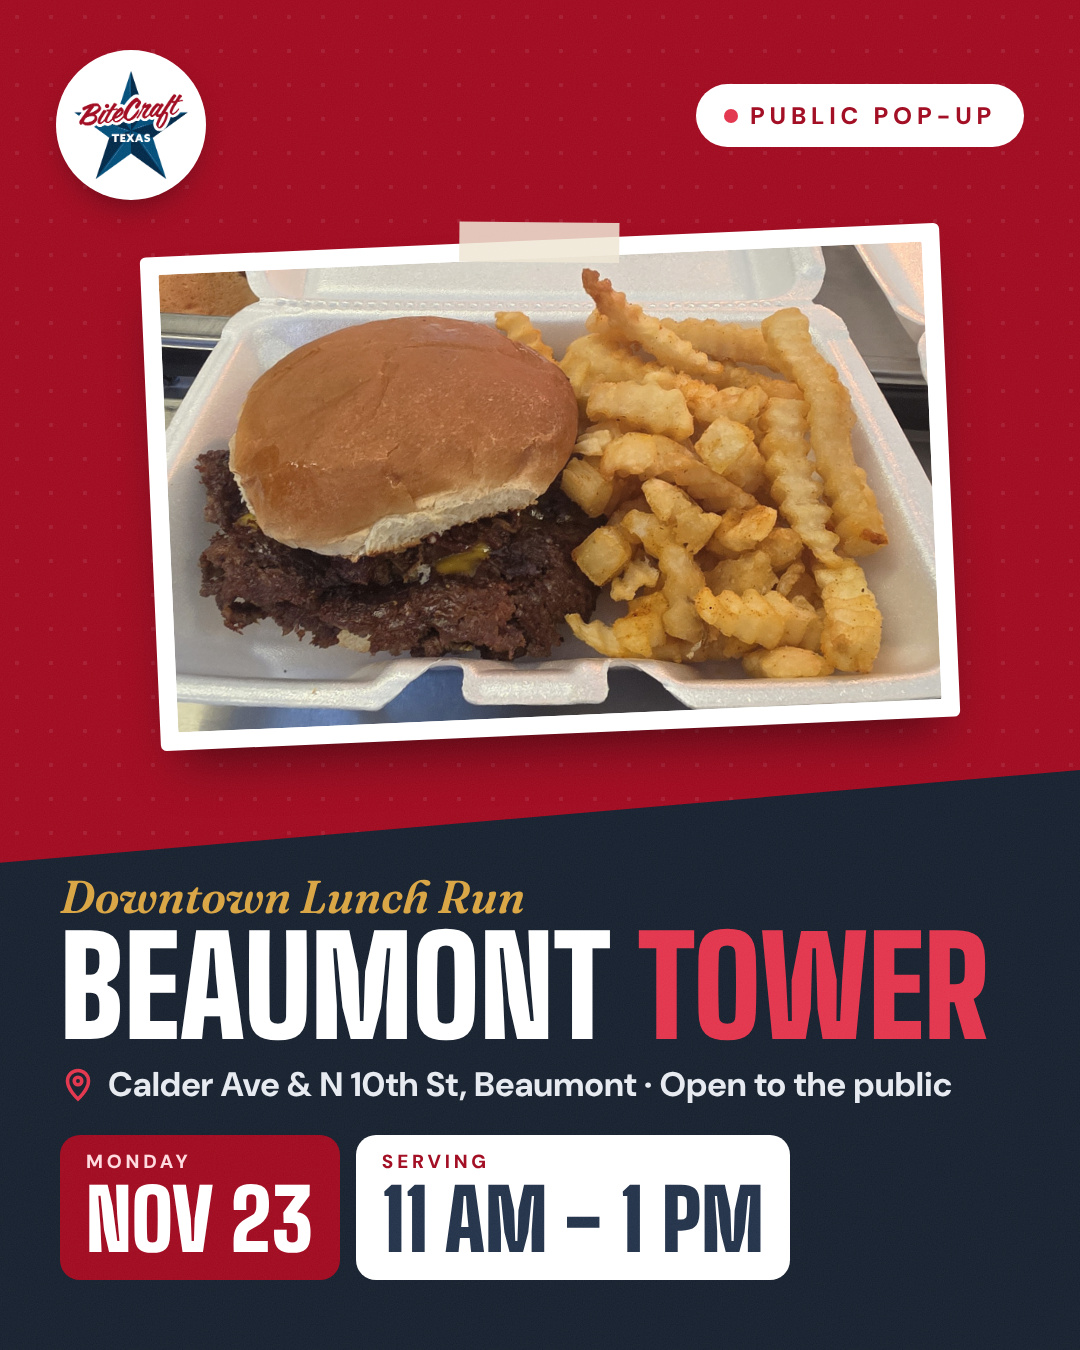 BiteCraft
TEXAS
PUBLIC POP-UP
Downtown Lunch Run
BEAUMONT TOWER
Calder Ave & N 10th St, Beaumont · Open to the public
MONDAY
NOV 23
SERVING
11 AM – 1 PM